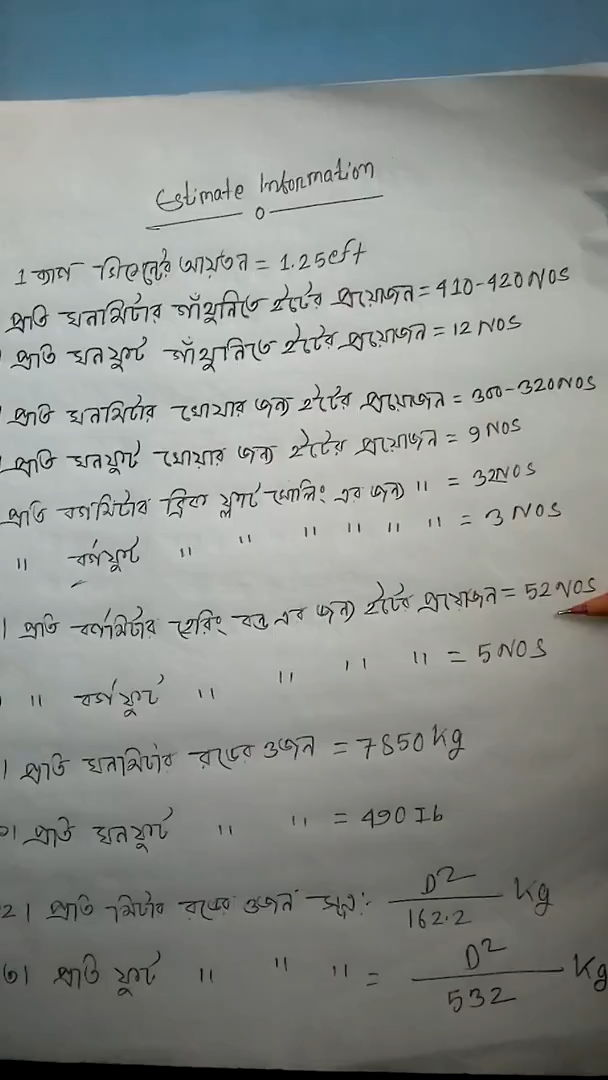 Estimate Information
1 ব্যাগ সিমেন্টের আয়তন = 1.25cft
প্রতি ঘনমিটার গাঁথুনিতে ইটের প্রয়োজন = 410-420 NOS
প্রতি ঘনফুট গাঁথুনিতে ইটের প্রয়োজন = 12 NOS
প্রতি ঘনমিটার খোয়ার জন্য ইটের প্রয়োজন = 300-320 NOS
প্রতি ঘনফুট খোয়ার জন্য ইটের প্রয়োজন = 9 NOS
প্রতি বর্গমিটার ব্রিক ফ্লাট সোলিং এর জন্য " = 32 NOS
" বর্গফুট " " " " " " = 3 NOS
। প্রতি বর্গমিটার হেরিং বন্ড এর জন্য ইটের প্রয়োজন = 52 NOS
" বর্গফুট " " " " = 5 NOS
। প্রতি ঘনমিটার রডের ওজন = 7850 Kg
। প্রতি ঘনফুট " " = 490 Ib
2। প্রতি মিটার রডের ওজন সূত্র:- D²/162.2 Kg
৩। প্রতি ফুট " " " = D²/532 Kg